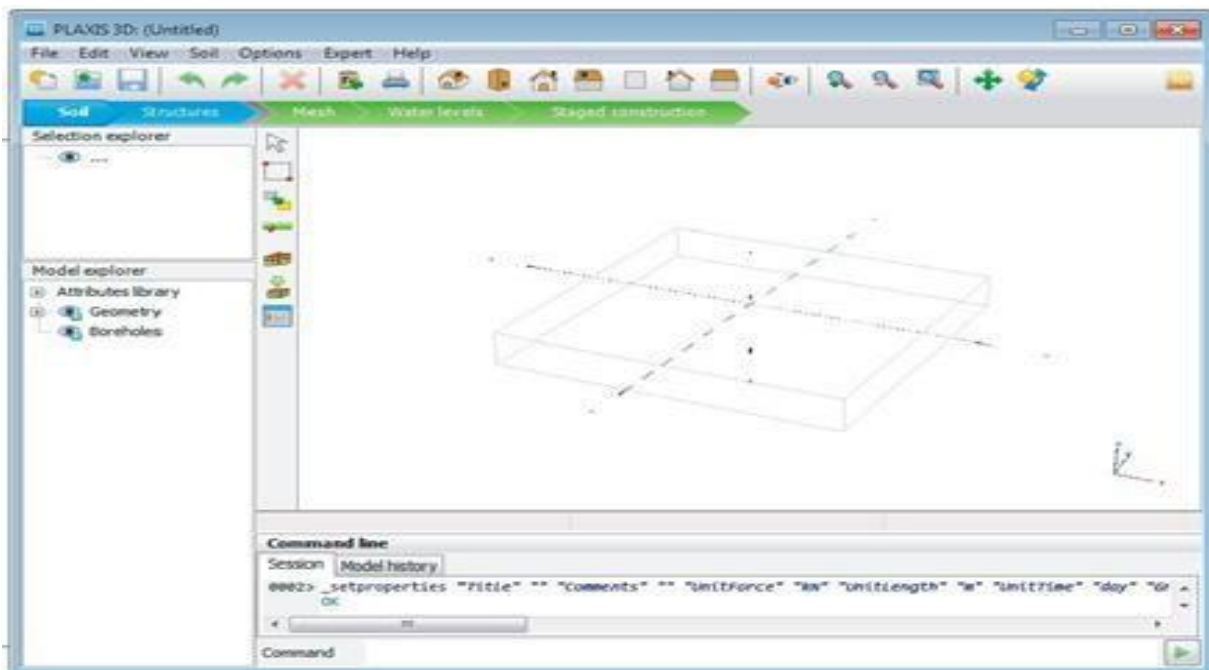 PLAXIS 3D: (Untitled)
File Edit View Soil Options Expert Help
Soil Structures Mesh Water levels Staged construction
Selection explorer
...
Model explorer
Attributes library
Geometry
Boreholes
Command line
Session Model history
0002> _setproperties "Title" "" "Comments" "" "UnitForce" "kN" "UnitLength" "m" "UnitTime" "day" "Gr
OK
Command